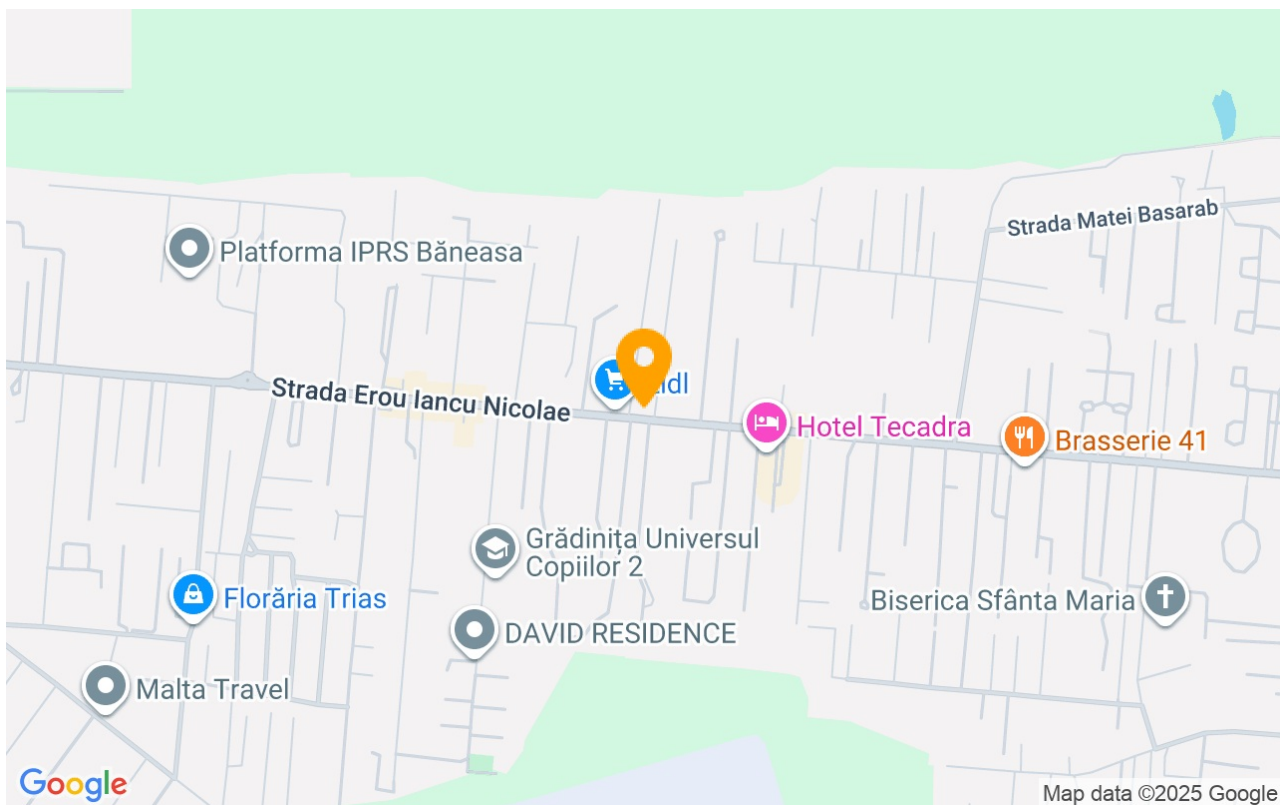 Strada Matei Basarab
Platforma IPRS Băneasa
Strada Erou Iancu Nicolae
Hotel Tecadra
Brasserie 41
Grădinița Universul
Copiilor 2
Florăria Trias
Biserica Sfânta Maria
DAVID RESIDENCE
Malta Travel
Google
Map data ©2025 Google